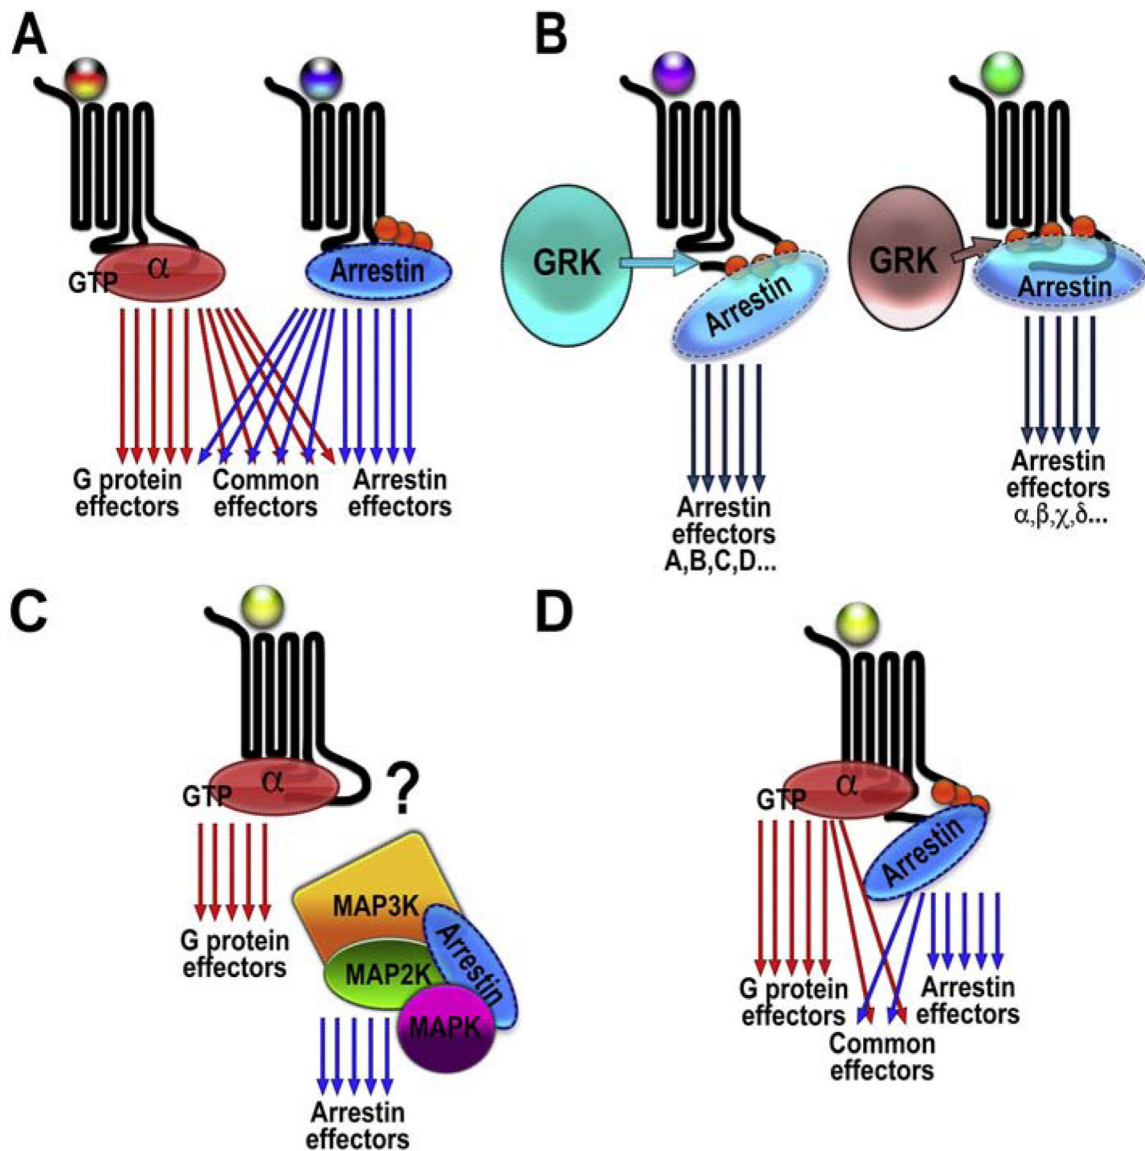 A
GTP
α
Arrestin
G protein
effectors
Common
effectors
Arrestin
effectors
B
GRK
Arrestin
Arrestin
effectors
A,B,C,D...
GRK
Arrestin
Arrestin
effectors
α,β,χ,δ...
C
GTP
α
?
G protein
effectors
MAP3K
MAP2K
Arrestin
MAPK
Arrestin
effectors
D
GTP
α
Arrestin
G protein
effectors
Common
effectors
Arrestin
effectors